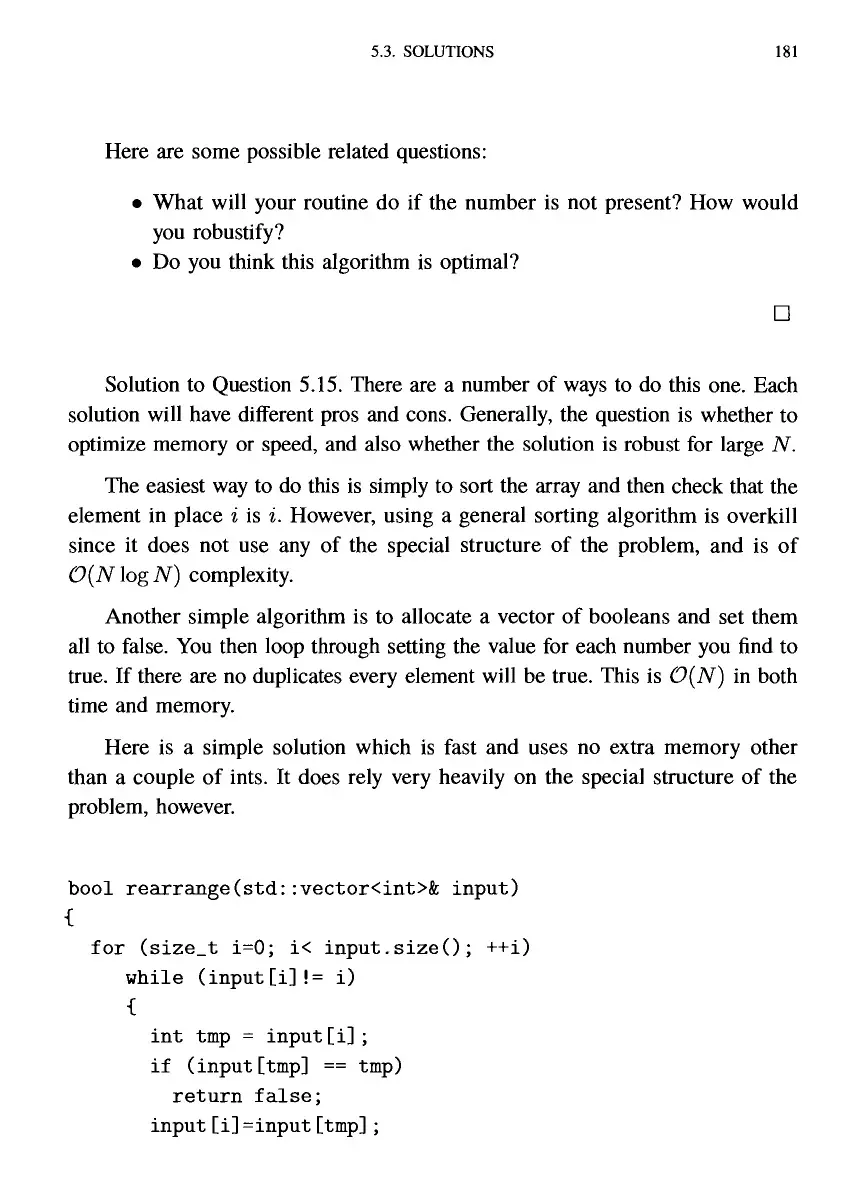 5.3. SOLUTIONS 181
Here are some possible related questions:
• What will your routine do if the number is not present? How would
you robustify?
• Do you think this algorithm is optimal?
□
Solution to Question 5.15. There are a number of ways to do this one. Each
solution will have different pros and cons. Generally, the question is whether to
optimize memory or speed, and also whether the solution is robust for large N.
The easiest way to do this is simply to sort the array and then check that the
element in place i is i. However, using a general sorting algorithm is overkill
since it does not use any of the special structure of the problem, and is of
O(N log N) complexity.
Another simple algorithm is to allocate a vector of booleans and set them
all to false. You then loop through setting the value for each number you find to
true. If there are no duplicates every element will be true. This is O(N) in both
time and memory.
Here is a simple solution which is fast and uses no extra memory other
than a couple of ints. It does rely very heavily on the special structure of the
problem, however.
bool rearrange(std::vector<int>& input)
{
for (size_t i=0; i< input.size(); ++i)
while (input[i]!= i)
{
int tmp = input[i];
if (input[tmp] == tmp)
return false;
input[i]=input[tmp];